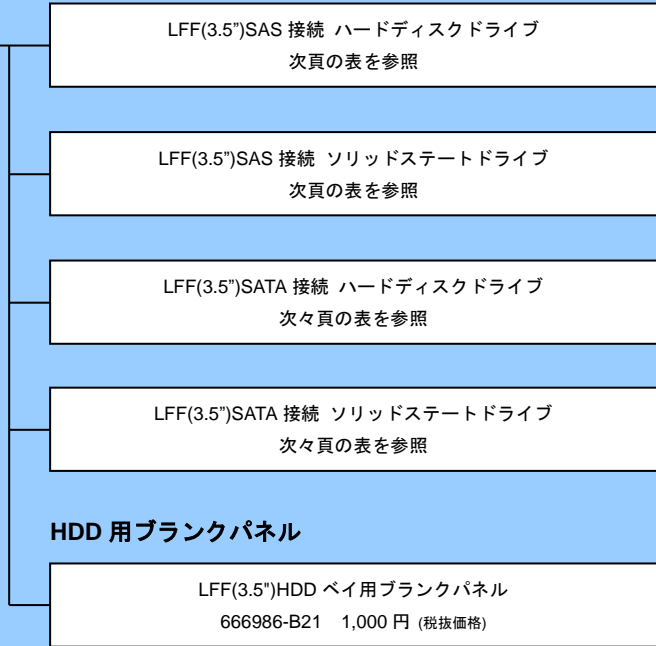 LFF(3.5”)SAS 接続 ハードディスクドライブ
次頁の表を参照
LFF(3.5”)SAS 接続 ソリッドステートドライブ
次頁の表を参照
LFF(3.5”)SATA 接続 ハードディスクドライブ
次々頁の表を参照
LFF(3.5”)SATA 接続 ソリッドステートドライブ
次々頁の表を参照
HDD 用ブランクパネル
LFF(3.5")HDD ベイ用ブランクパネル
666986-B21 1,000 円 (税抜価格)